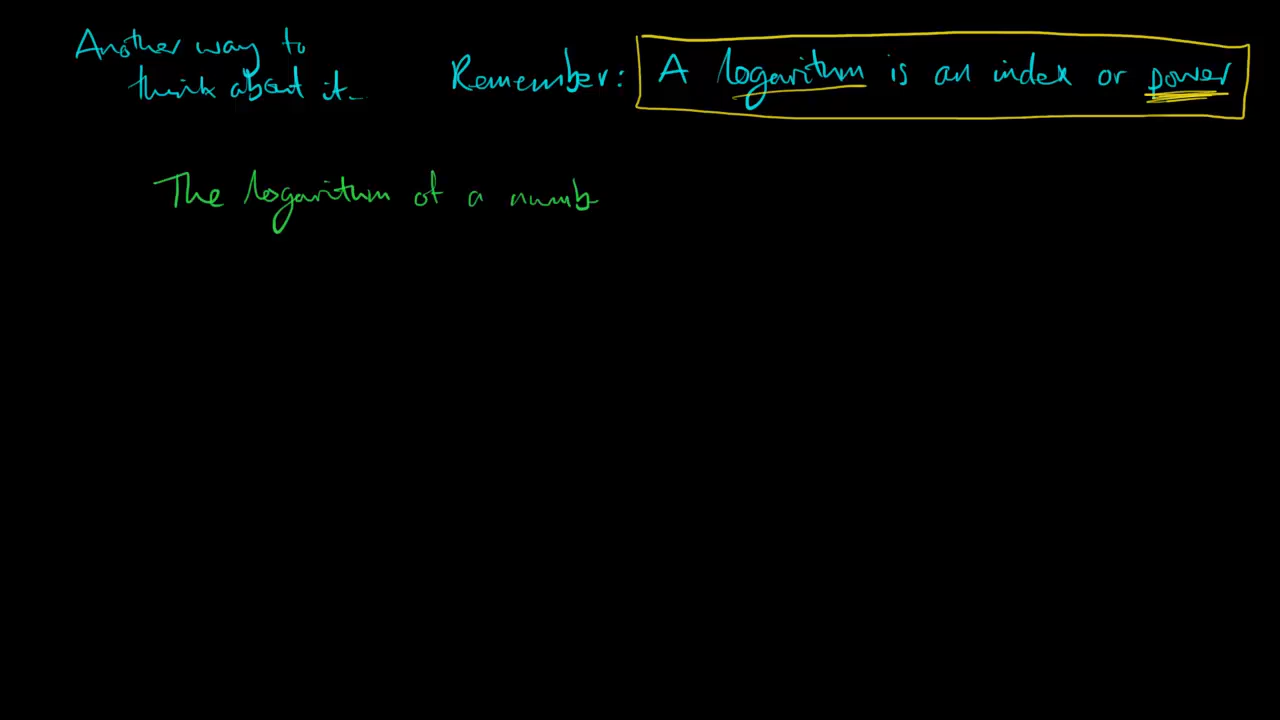 Another way to
think about it.
Remember: A logarithm is an index or power
The logarithm of a numb